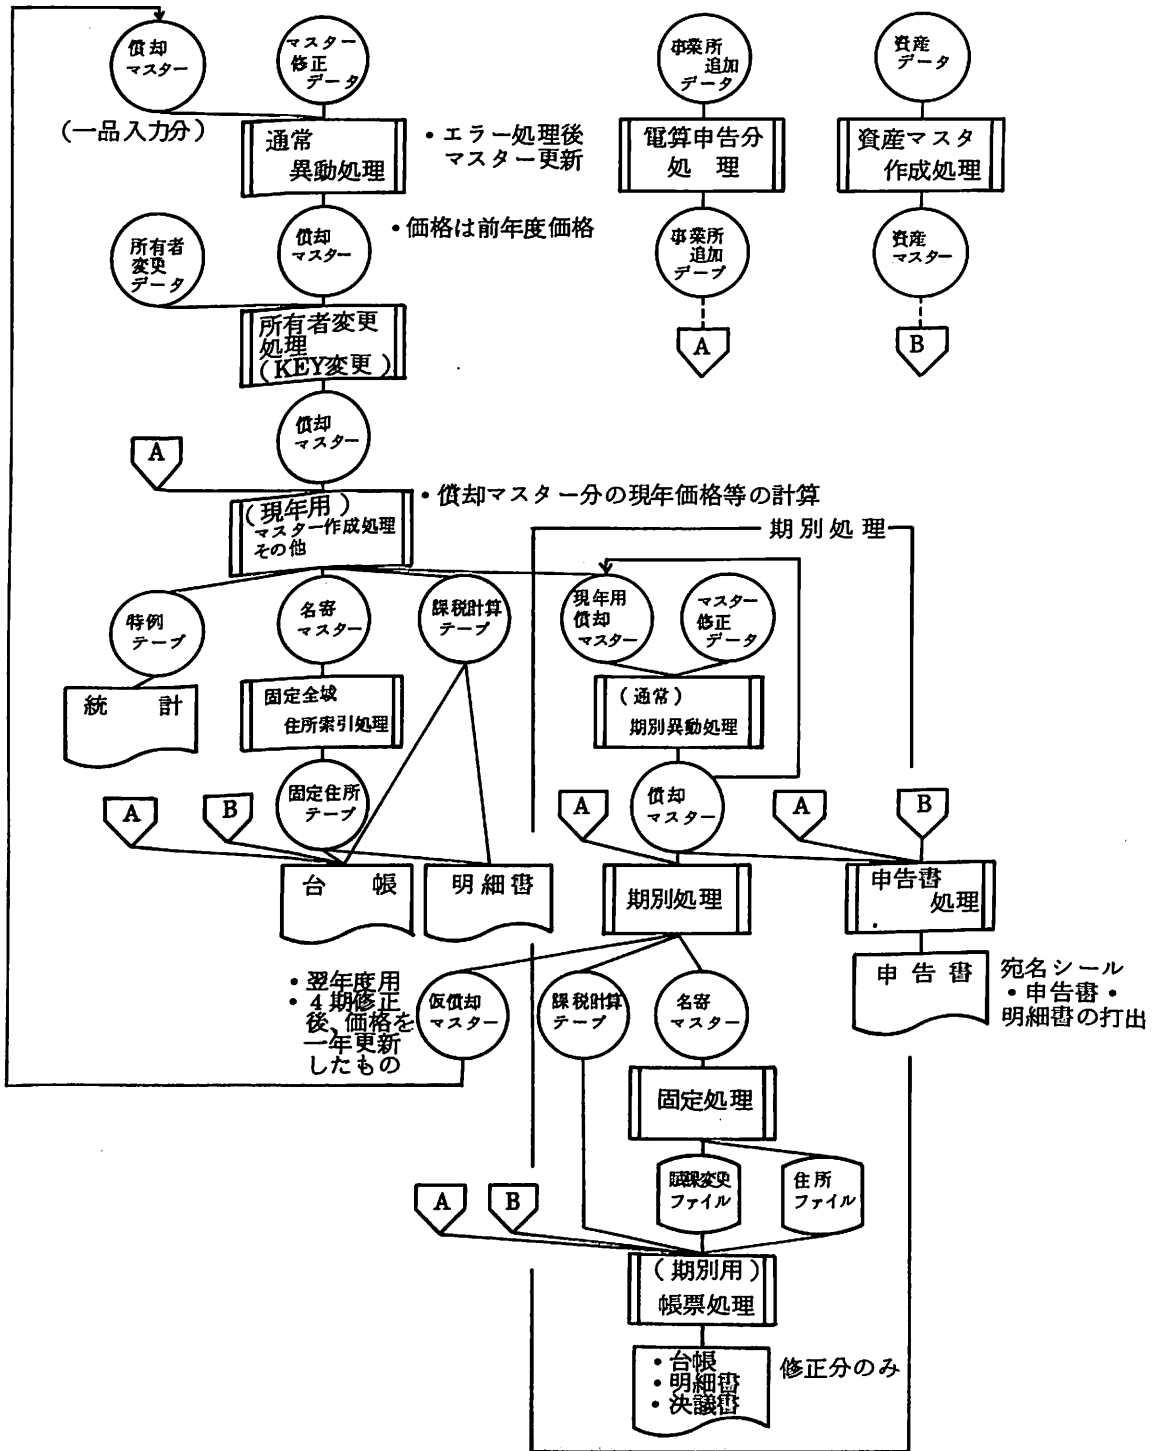 償却
マスター
(一品入力分)
マスター
修正
データ
通常
異動処理
・エラー処理後
マスター更新
事業所
追加
データ
電算申告分
処　理
事業所
追加
テープ
A
資産
データ
資産マスタ
作成処理
資産
マスター
B
所有者
変更
データ
償却
マスター
・価格は前年度価格
所有者変更
処理
(KEY変更)
償却
マスター
A
(現年用)
マスター作成処理
その他
・償却マスター分の現年価格等の計算
期別処理
特例
テープ
統　計
名寄
マスター
固定全域
住所索引処理
固定住所
テープ
課税計算
テープ
A
B
台　帳
明細書
現年用
償却
マスター
マスター
修正
データ
(通常)
期別異動処理
A
償却
マスター
A
B
期別処理
申告書
処理
申告書
宛名シール
・申告書・
明細書の打出
・翌年度用
・4期修正
後、価格を
一年更新
したもの
仮償却
マスター
課税計算
テープ
名寄
マスター
固定処理
A
B
賦課変更
ファイル
住所
ファイル
(期別用)
帳票処理
・台帳
・明細書
・決議書
修正分のみ